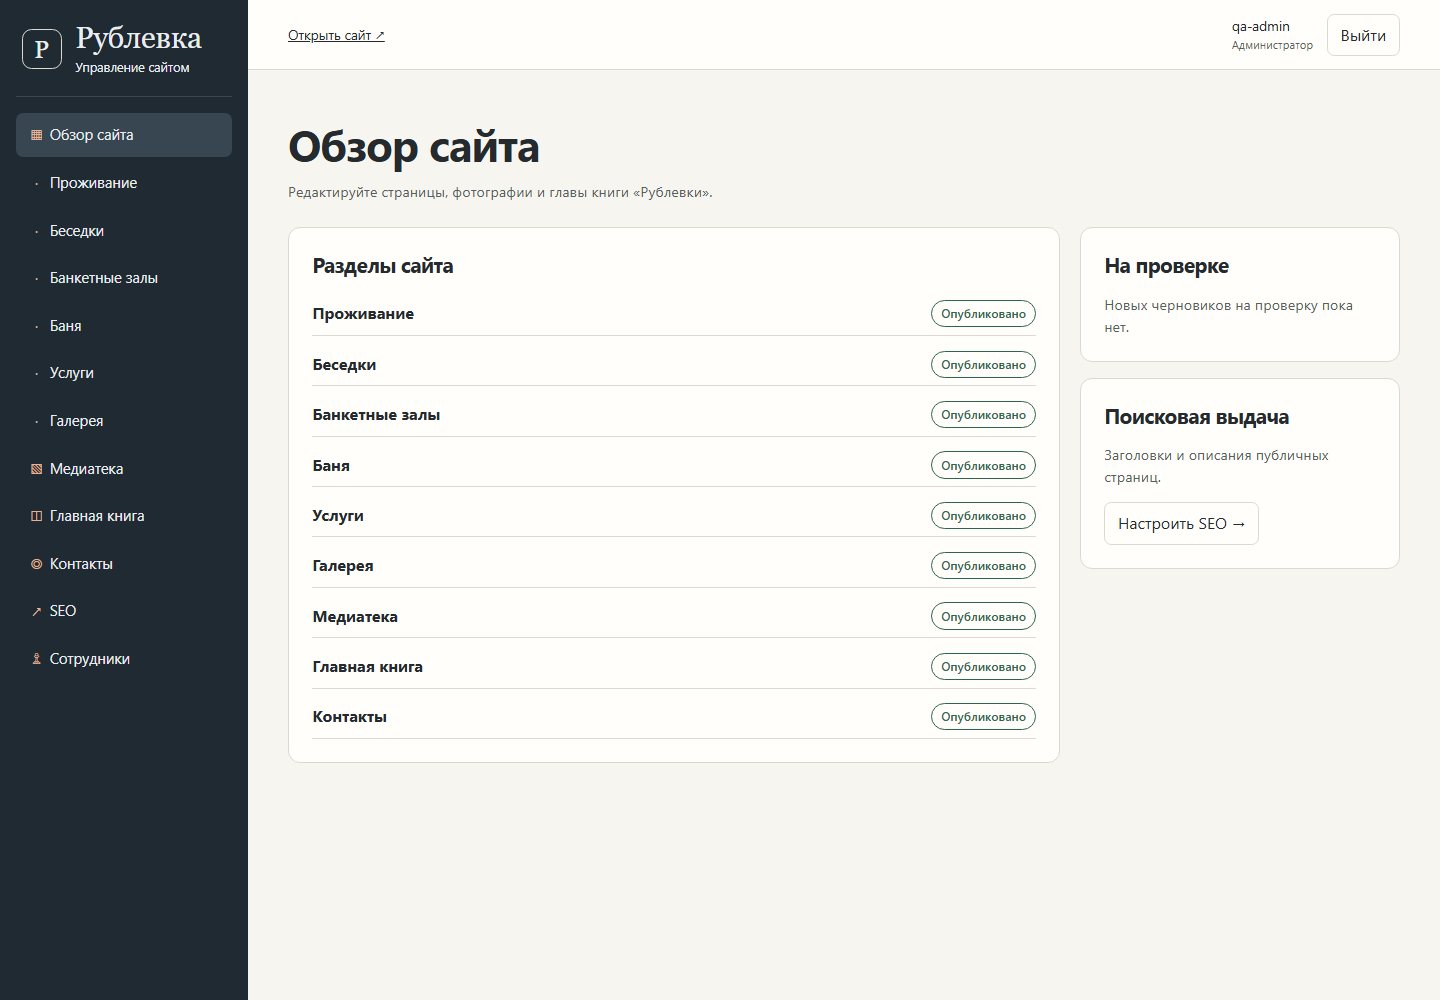 Р
Рублевка
Управление сайтом
Обзор сайта
Проживание
Беседки
Банкетные залы
Баня
Услуги
Галерея
Медиатека
Главная книга
Контакты
SEO
Сотрудники
Открыть сайт ↗
qa-admin
Администратор
Выйти
Обзор сайта
Редактируйте страницы, фотографии и главы книги «Рублевки».
Разделы сайта
Проживание Опубликовано
Беседки Опубликовано
Банкетные залы Опубликовано
Баня Опубликовано
Услуги Опубликовано
Галерея Опубликовано
Медиатека Опубликовано
Главная книга Опубликовано
Контакты Опубликовано
На проверке
Новых черновиков на проверку пока
нет.
Поисковая выдача
Заголовки и описания публичных
страниц.
Настроить SEO →